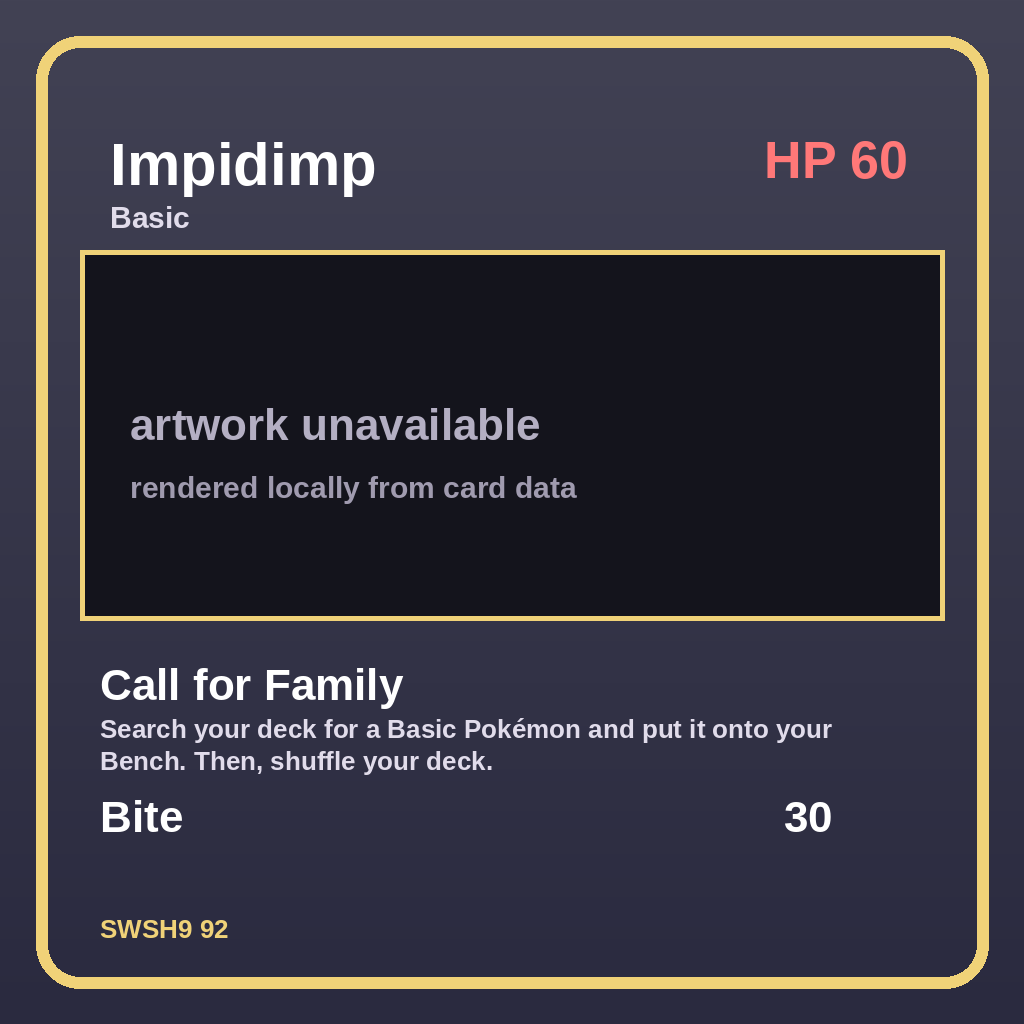 Impidimp
HP 60
Basic
artwork unavailable
rendered locally from card data
Call for Family
Search your deck for a Basic Pokémon and put it onto your
Bench. Then, shuffle your deck.
Bite 30
SWSH9 92